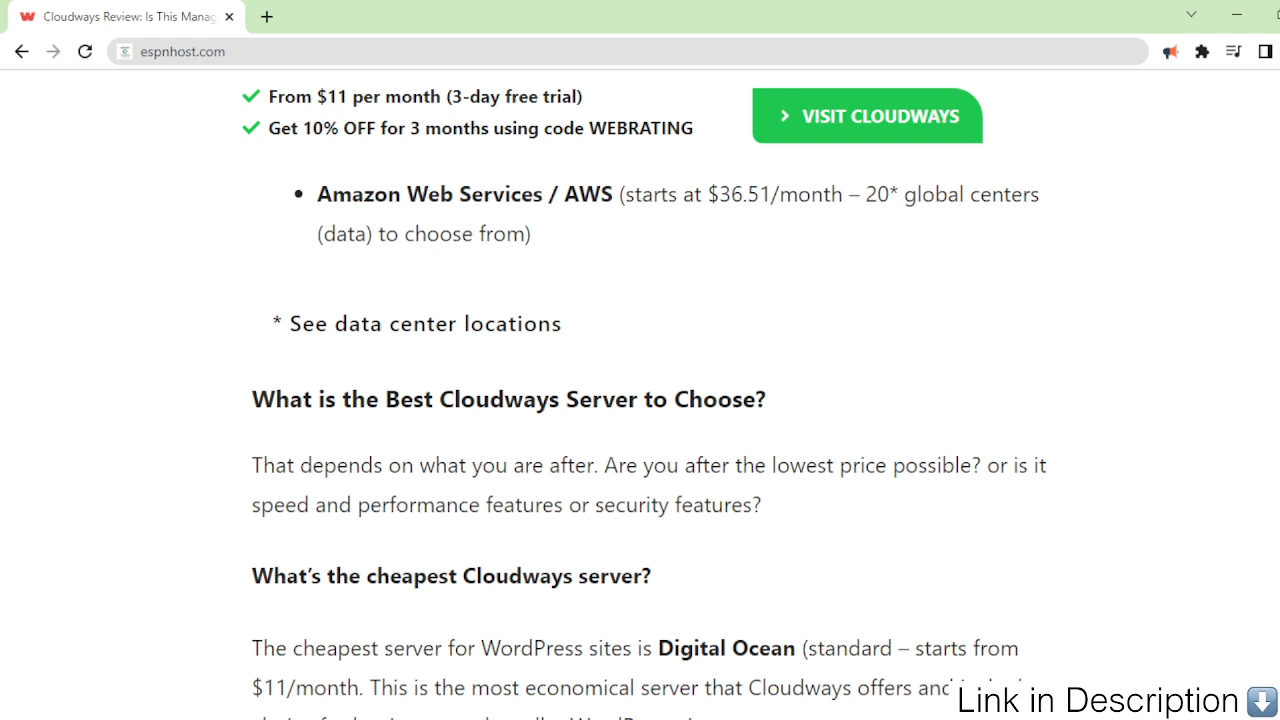 Cloudways Review: Is This Manag
espnhost.com
From $11 per month (3-day free trial)
Get 10% OFF for 3 months using code WEBRATING
VISIT CLOUDWAYS
Amazon Web Services / AWS (starts at $36.51/month – 20* global centers
(data) to choose from)
* See data center locations
What is the Best Cloudways Server to Choose?
That depends on what you are after. Are you after the lowest price possible? or is it
speed and performance features or security features?
What’s the cheapest Cloudways server?
The cheapest server for WordPress sites is Digital Ocean (standard – starts from
$11/month. This is the most economical server that Cloudways offers and
Link in Description